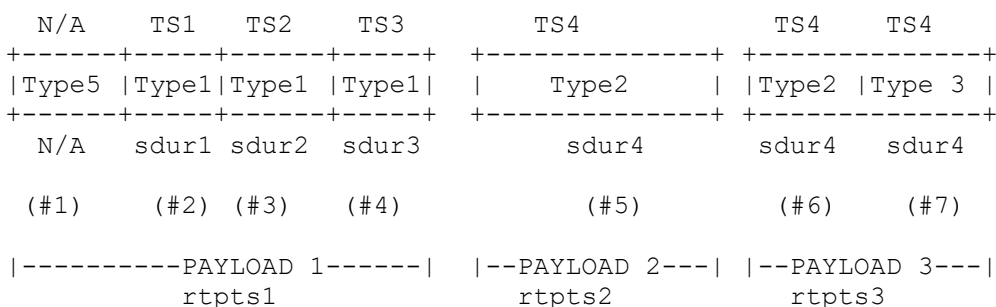 N/A    TS1   TS2    TS3        TS4               TS4    TS4
+------+-----+------+-----+  +--------------+ +--------------+
|Type5 |Type1|Type1 |Type1|  |    Type2     | |Type2 |Type 3 |
+------+-----+------+-----+  +--------------+ +--------------+
  N/A   sdur1 sdur2  sdur3        sdur4        sdur4   sdur4
 (#1)    (#2) (#3)   (#4)          (#5)          (#6)    (#7)
|----------PAYLOAD 1------|  |--PAYLOAD 2---| |--PAYLOAD 3---|
           rtpts1                rtpts2           rtpts3